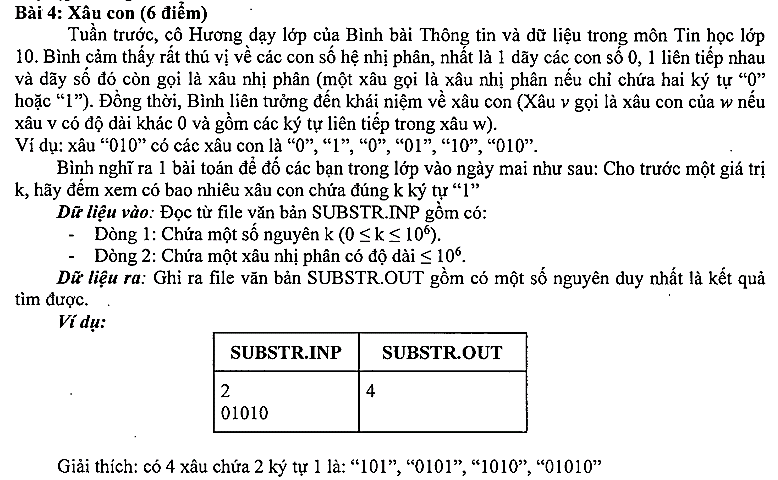 Bài 4: Xâu con (6 điểm)
Tuần trước, cô Hương dạy lớp của Bình bài Thông tin và dữ liệu trong môn Tin học lớp
10. Bình cảm thấy rất thú vị về các con số hệ nhị phân, nhất là 1 dãy các con số 0, 1 liên tiếp nhau
và dãy số đó còn gọi là xâu nhị phân (một xâu gọi là xâu nhị phân nếu chỉ chứa hai ký tự “0”
hoặc “1”). Đồng thời, Bình liên tưởng đến khái niệm về xâu con (Xâu v gọi là xâu con của w nếu
xâu v có độ dài khác 0 và gồm các ký tự liên tiếp trong xâu w).
Ví dụ: xâu “010” có các xâu con là “0”, “1”, “0”, “01”, “10”, “010”.
Bình nghĩ ra 1 bài toán để đố các bạn trong lớp vào ngày mai như sau: Cho trước một giá trị
k, hãy đếm xem có bao nhiêu xâu con chứa đúng k ký tự “1”
Dữ liệu vào: Đọc từ file văn bản SUBSTR.INP gồm có:
- Dòng 1: Chứa một số nguyên k (0 ≤ k ≤ 10⁶).
- Dòng 2: Chứa một xâu nhị phân có độ dài ≤ 10⁶.
Dữ liệu ra: Ghi ra file văn bản SUBSTR.OUT gồm có một số nguyên duy nhất là kết quả
tìm được.
Ví dụ:
SUBSTR.INP SUBSTR.OUT
2 4
01010
Giải thích: có 4 xâu chứa 2 ký tự 1 là: “101”, “0101”, “1010”, “01010”